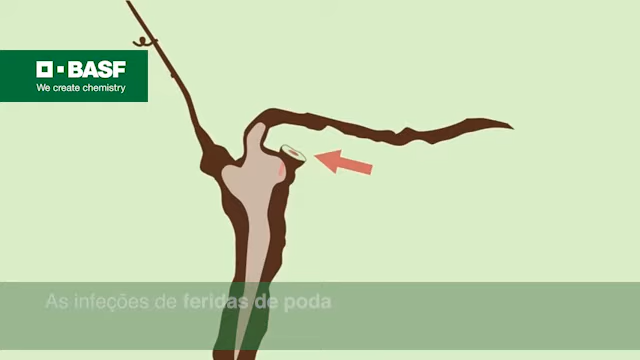 BASF
We create chemistry
As infeções de feridas de poda